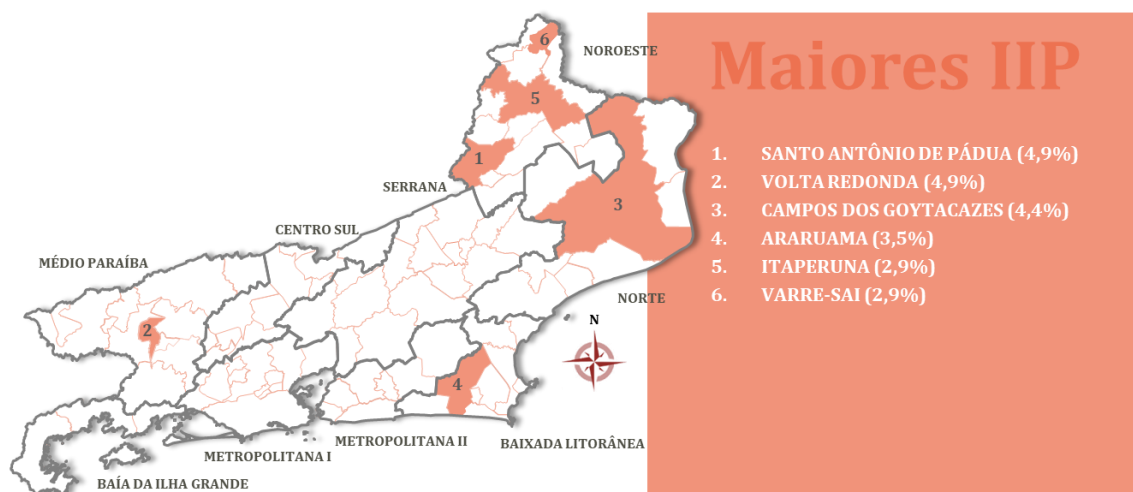 Maiores IIP
1. SANTO ANTÔNIO DE PÁDUA (4,9%)
2. VOLTA REDONDA (4,9%)
3. CAMPOS DOS GOYTACAZES (4,4%)
4. ARARUAMA (3,5%)
5. ITAPERUNA (2,9%)
6. VARRE-SAI (2,9%)
6
NOROESTE
5
1
SERRANA
3
CENTRO SUL
MÉDIO PARAÍBA
NORTE
N
2
4
METROPOLITANA II
BAIXADA LITORÂNEA
METROPOLITANA I
BAÍA DA ILHA GRANDE